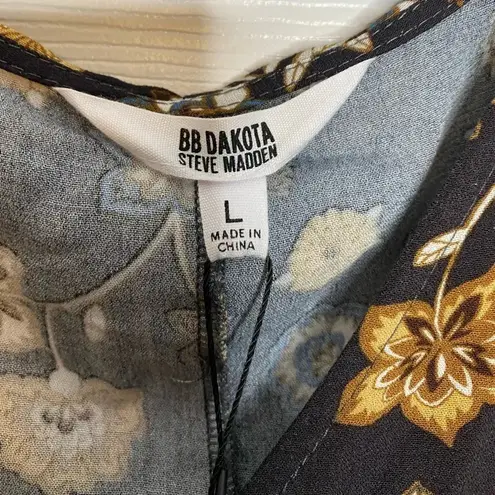 BB DAKOTA
STEVE MADDEN
L
MADE IN
CHINA